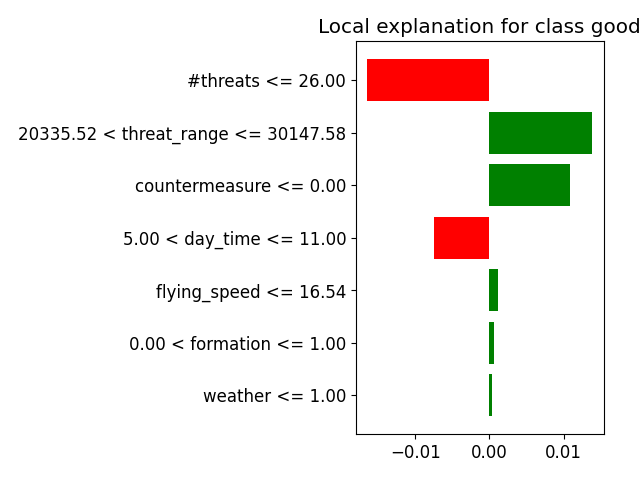 Local explanation for class good
#threats <= 26.00
20335.52 < threat_range <= 30147.58
countermeasure <= 0.00
5.00 < day_time <= 11.00
flying_speed <= 16.54
0.00 < formation <= 1.00
weather <= 1.00
−0.01 0.00 0.01